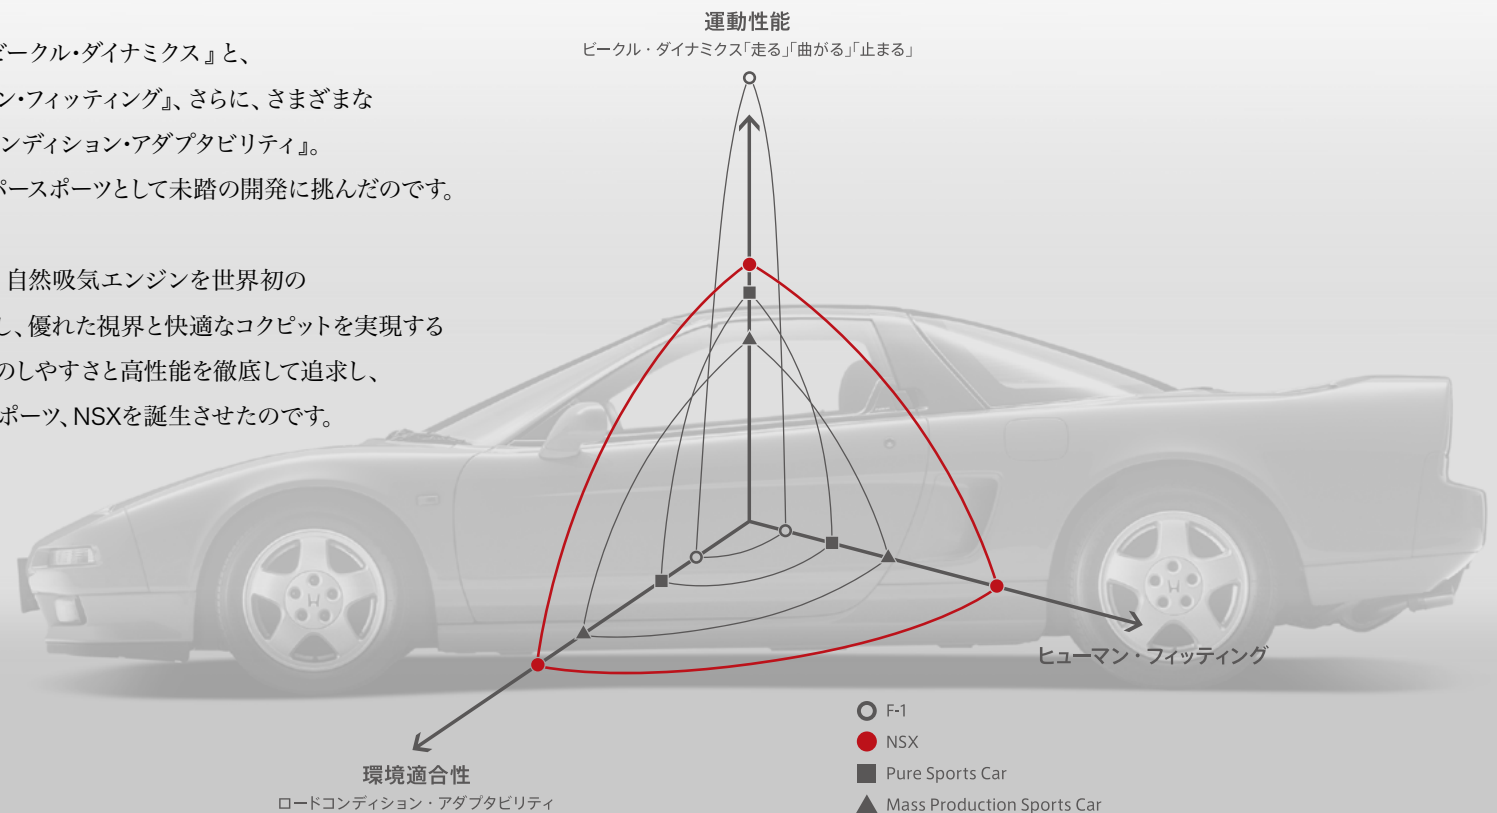 ビークル・ダイナミクス』と、
ン・フィッティング』、さらに、さまざまな
ンディション・アダプタビリティ』。
パースポーツとして未踏の開発に挑んだのです。
自然吸気エンジンを世界初の
し、優れた視界と快適なコクピットを実現する
のしやすさと高性能を徹底して追求し、
ポーツ、NSXを誕生させたのです。
運動性能
ビークル・ダイナミクス「走る」「曲がる」「止まる」
ヒューマン・フィッティング
環境適合性
ロードコンディション・アダプタビリティ
F-1
NSX
Pure Sports Car
Mass Production Sports Car